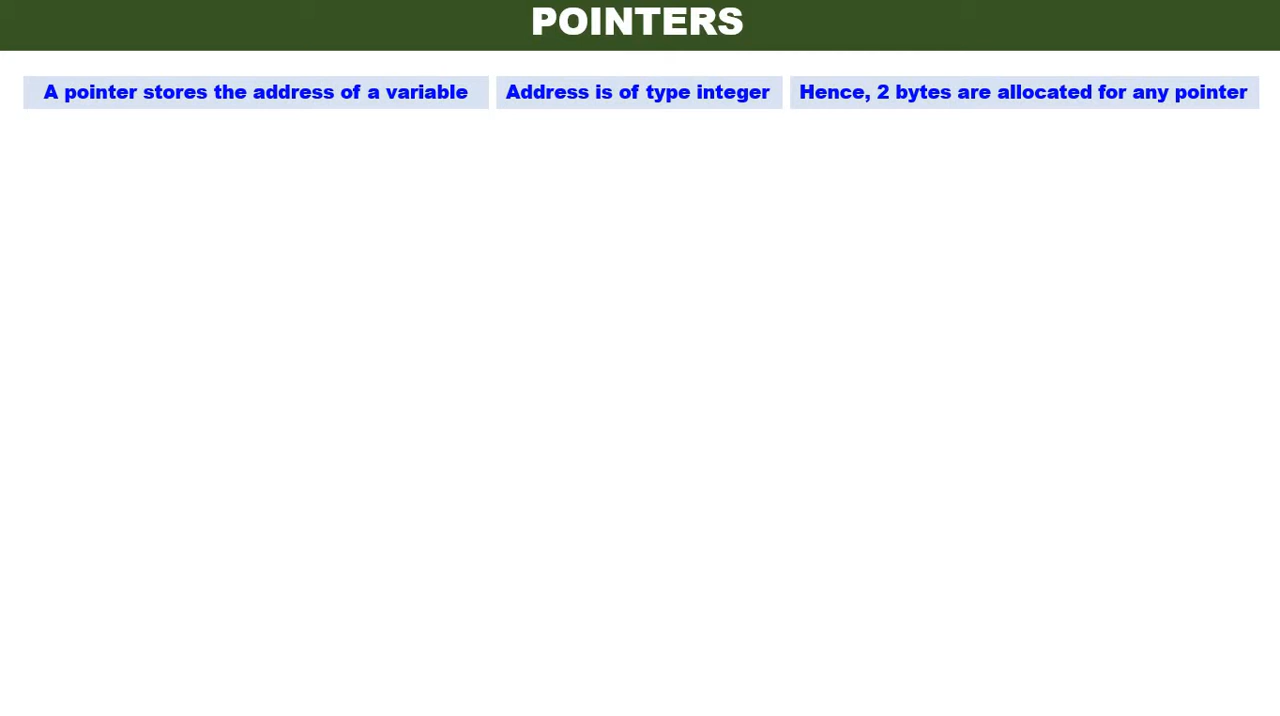 POINTERS
A pointer stores the address of a variable
Address is of type integer
Hence, 2 bytes are allocated for any pointer